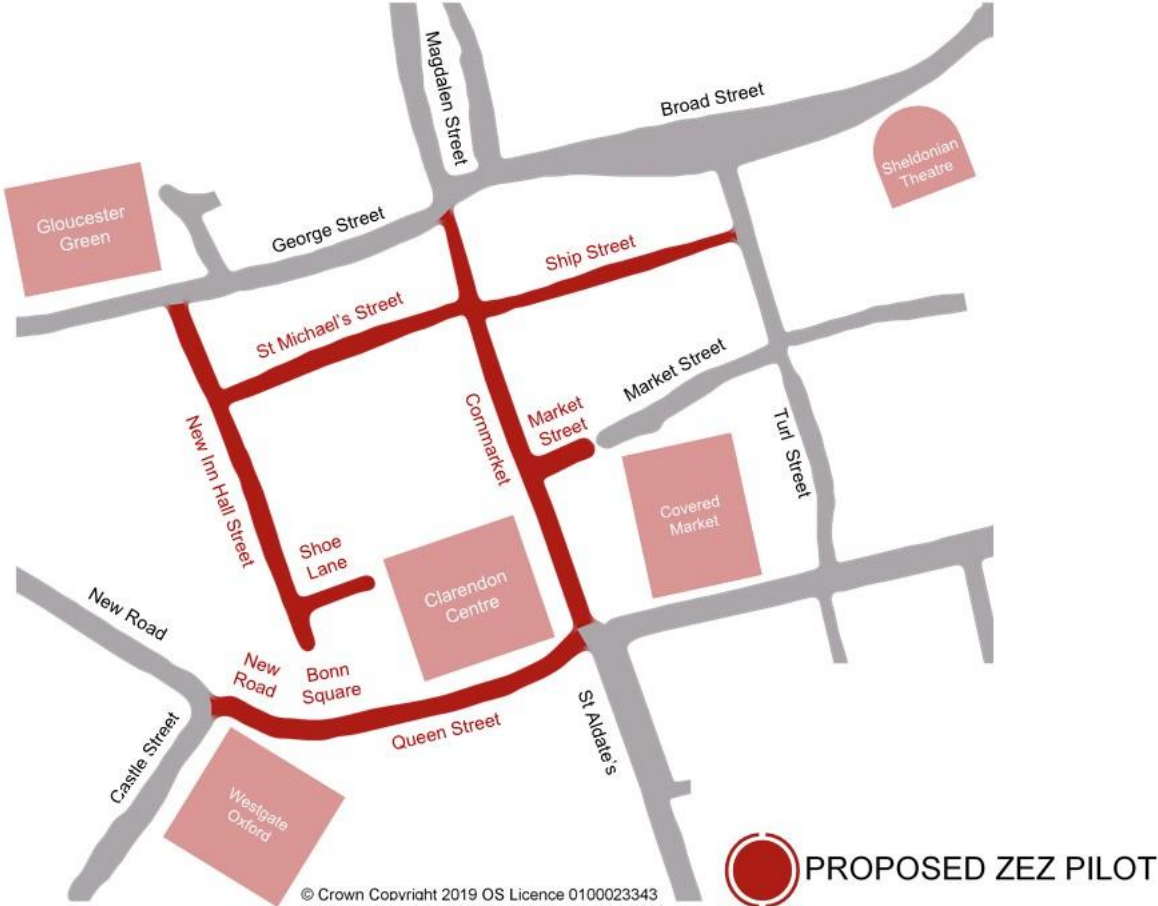 Magdalen Street
Broad Street
Sheldonian
Theatre
Gloucester
Green
George Street
Ship Street
St Michael's Street
Market Street
Market
Street
Cornmarket
Turl Street
New Inn Hall Street
Covered
Market
Shoe
Lane
Clarendon
Centre
New Road
New
Road
Bonn
Square
Queen Street
St Aldate's
Castle Street
Westgate
Oxford
PROPOSED ZEZ PILOT
© Crown Copyright 2019 OS Licence 0100023343